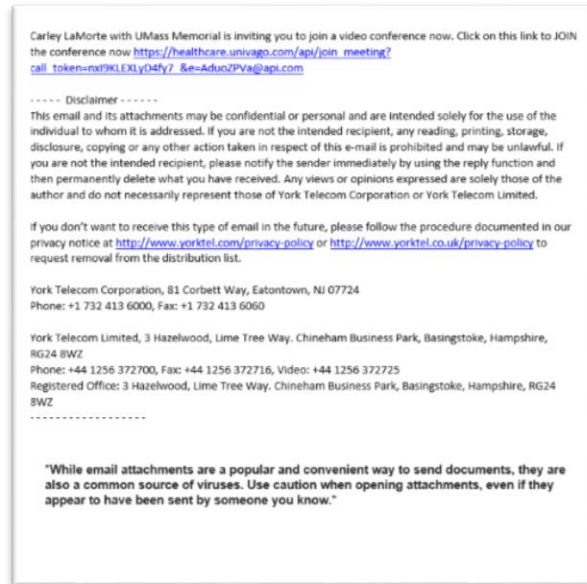 Carley LaMorte with UMass Memorial is inviting you to join a video conference now. Click on this link to JOIN
the conference now https://healthcare.univago.com/api/join_meeting?
call_token=nxI9KLEXLyD4fy7_&e=AduoZPVa@api.com
- - - - - Disclaimer - - - - - -
This email and its attachments may be confidential or personal and are intended solely for the use of the
individual to whom it is addressed. If you are not the intended recipient, any reading, printing, storage,
disclosure, copying or any other action taken in respect of this e-mail is prohibited and may be unlawful. If
you are not the intended recipient, please notify the sender immediately by using the reply function and
then permanently delete what you have received. Any views or opinions expressed are solely those of the
author and do not necessarily represent those of York Telecom Corporation or York Telecom Limited.
If you don't want to receive this type of email in the future, please follow the procedure documented in our
privacy notice at http://www.yorktel.com/privacy-policy or http://www.yorktel.co.uk/privacy-policy to
request removal from the distribution list.
York Telecom Corporation, 81 Corbett Way, Eatontown, NJ 07724
Phone: +1 732 413 6000, Fax: +1 732 413 6060
York Telecom Limited, 3 Hazelwood, Lime Tree Way. Chineham Business Park, Basingstoke, Hampshire,
RG24 8WZ
Phone: +44 1256 372700, Fax: +44 1256 372716, Video: +44 1256 372725
Registered Office: 3 Hazelwood, Lime Tree Way. Chineham Business Park, Basingstoke, Hampshire, RG24
8WZ
- - - - - - - - - - - - - - - - - -
"While email attachments are a popular and convenient way to send documents, they are
also a common source of viruses. Use caution when opening attachments, even if they
appear to have been sent by someone you know."